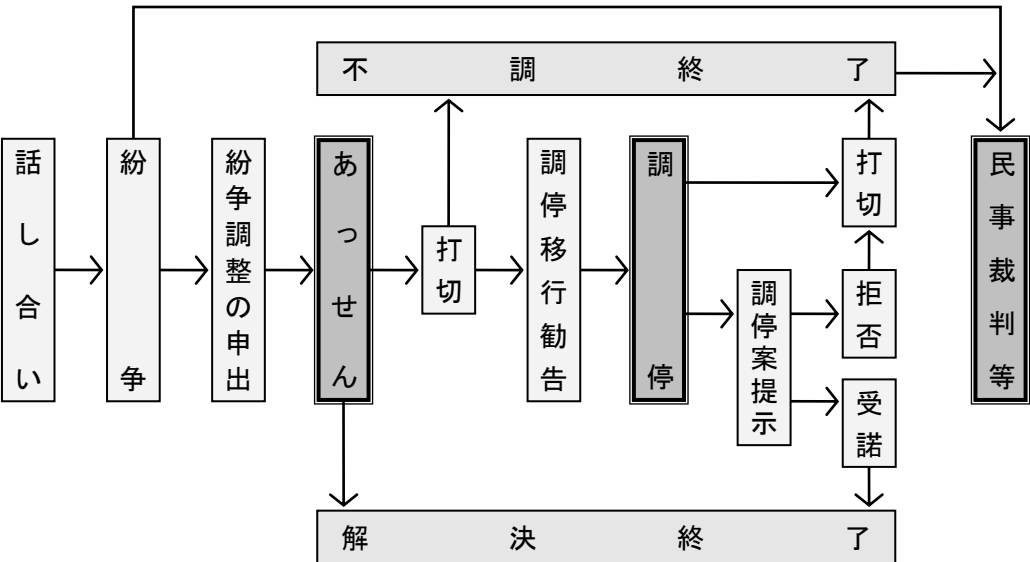 不調終了
話し合い
紛争
紛争調整の申出
あっせん
打切
調停移行勧告
調停
調停案提示
打切
拒否
受諾
民事裁判等
解決終了